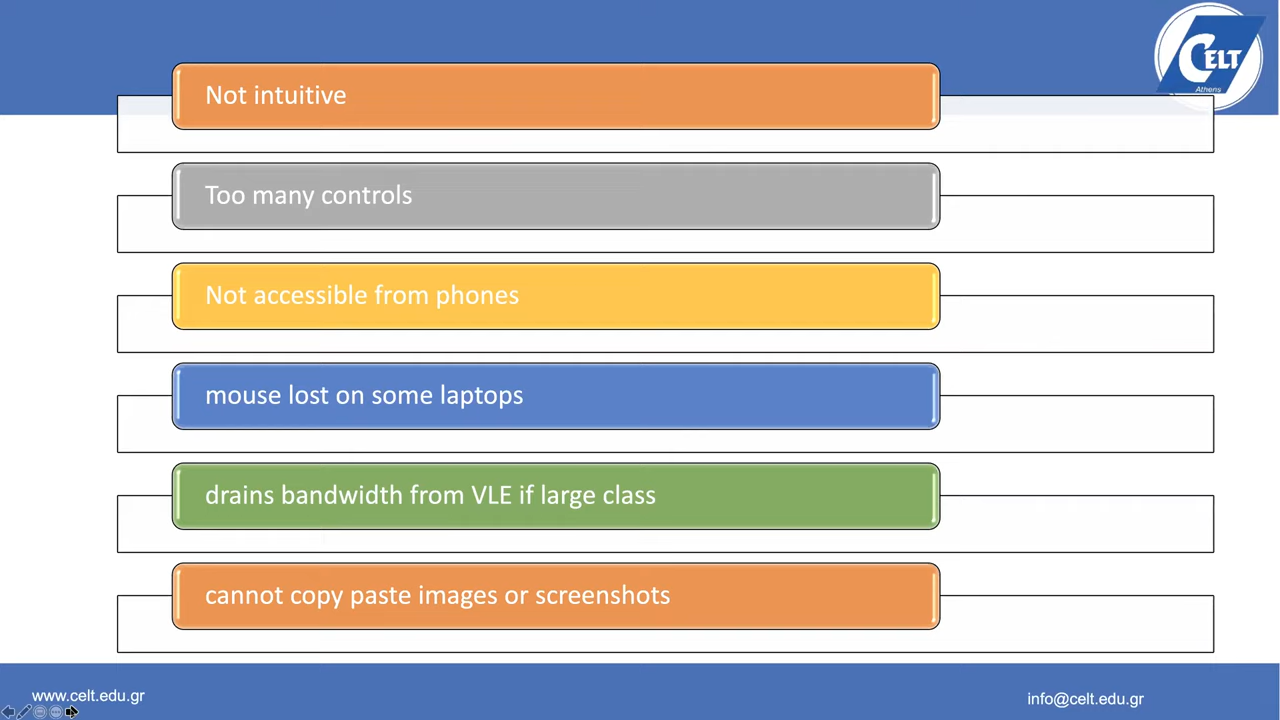 CELT
Athens
Not intuitive
Too many controls
Not accessible from phones
mouse lost on some laptops
drains bandwidth from VLE if large class
cannot copy paste images or screenshots
www.celt.edu.gr
info@celt.edu.gr